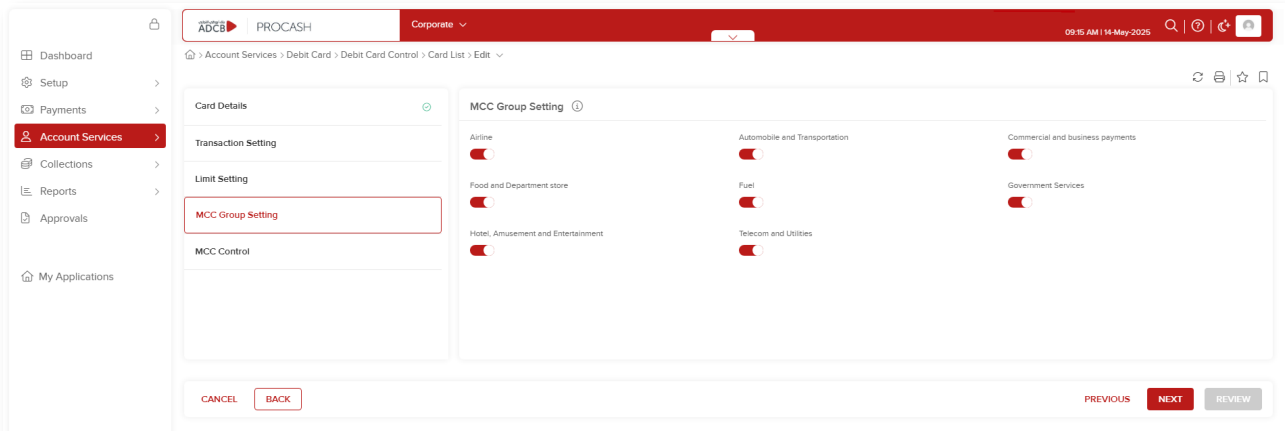 ADCB
PROCASH
Corporate
09:15 AM | 14-May-2025
Account Services > Debit Card > Debit Card Control > Card List > Edit
Dashboard
Setup
Payments
Account Services
Collections
Reports
Approvals
My Applications
Card Details
Transaction Setting
Limit Setting
MCC Group Setting
MCC Control
MCC Group Setting
Airline
Automobile and Transportation
Commercial and business payments
Food and Department store
Fuel
Government Services
Hotel, Amusement and Entertainment
Telecom and Utilities
CANCEL
BACK
PREVIOUS
NEXT
REVIEW